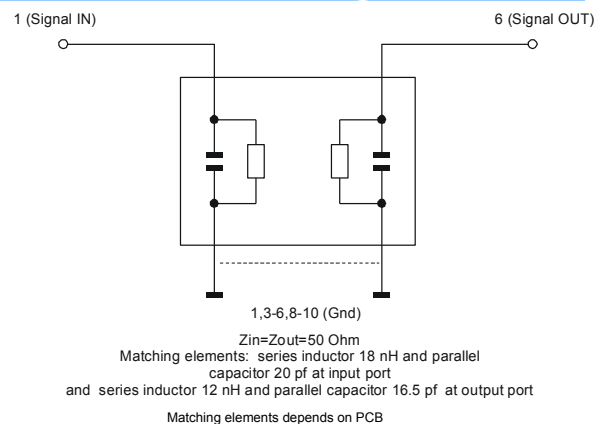 1 (Signal IN)
6 (Signal OUT)
1,3-6,8-10 (Gnd)
Zin=Zout=50 Ohm
Matching elements: series inductor 18 nH and parallel
capacitor 20 pf at input port
and series inductor 12 nH and parallel capacitor 16.5 pf at output port
Matching elements depends on PCB